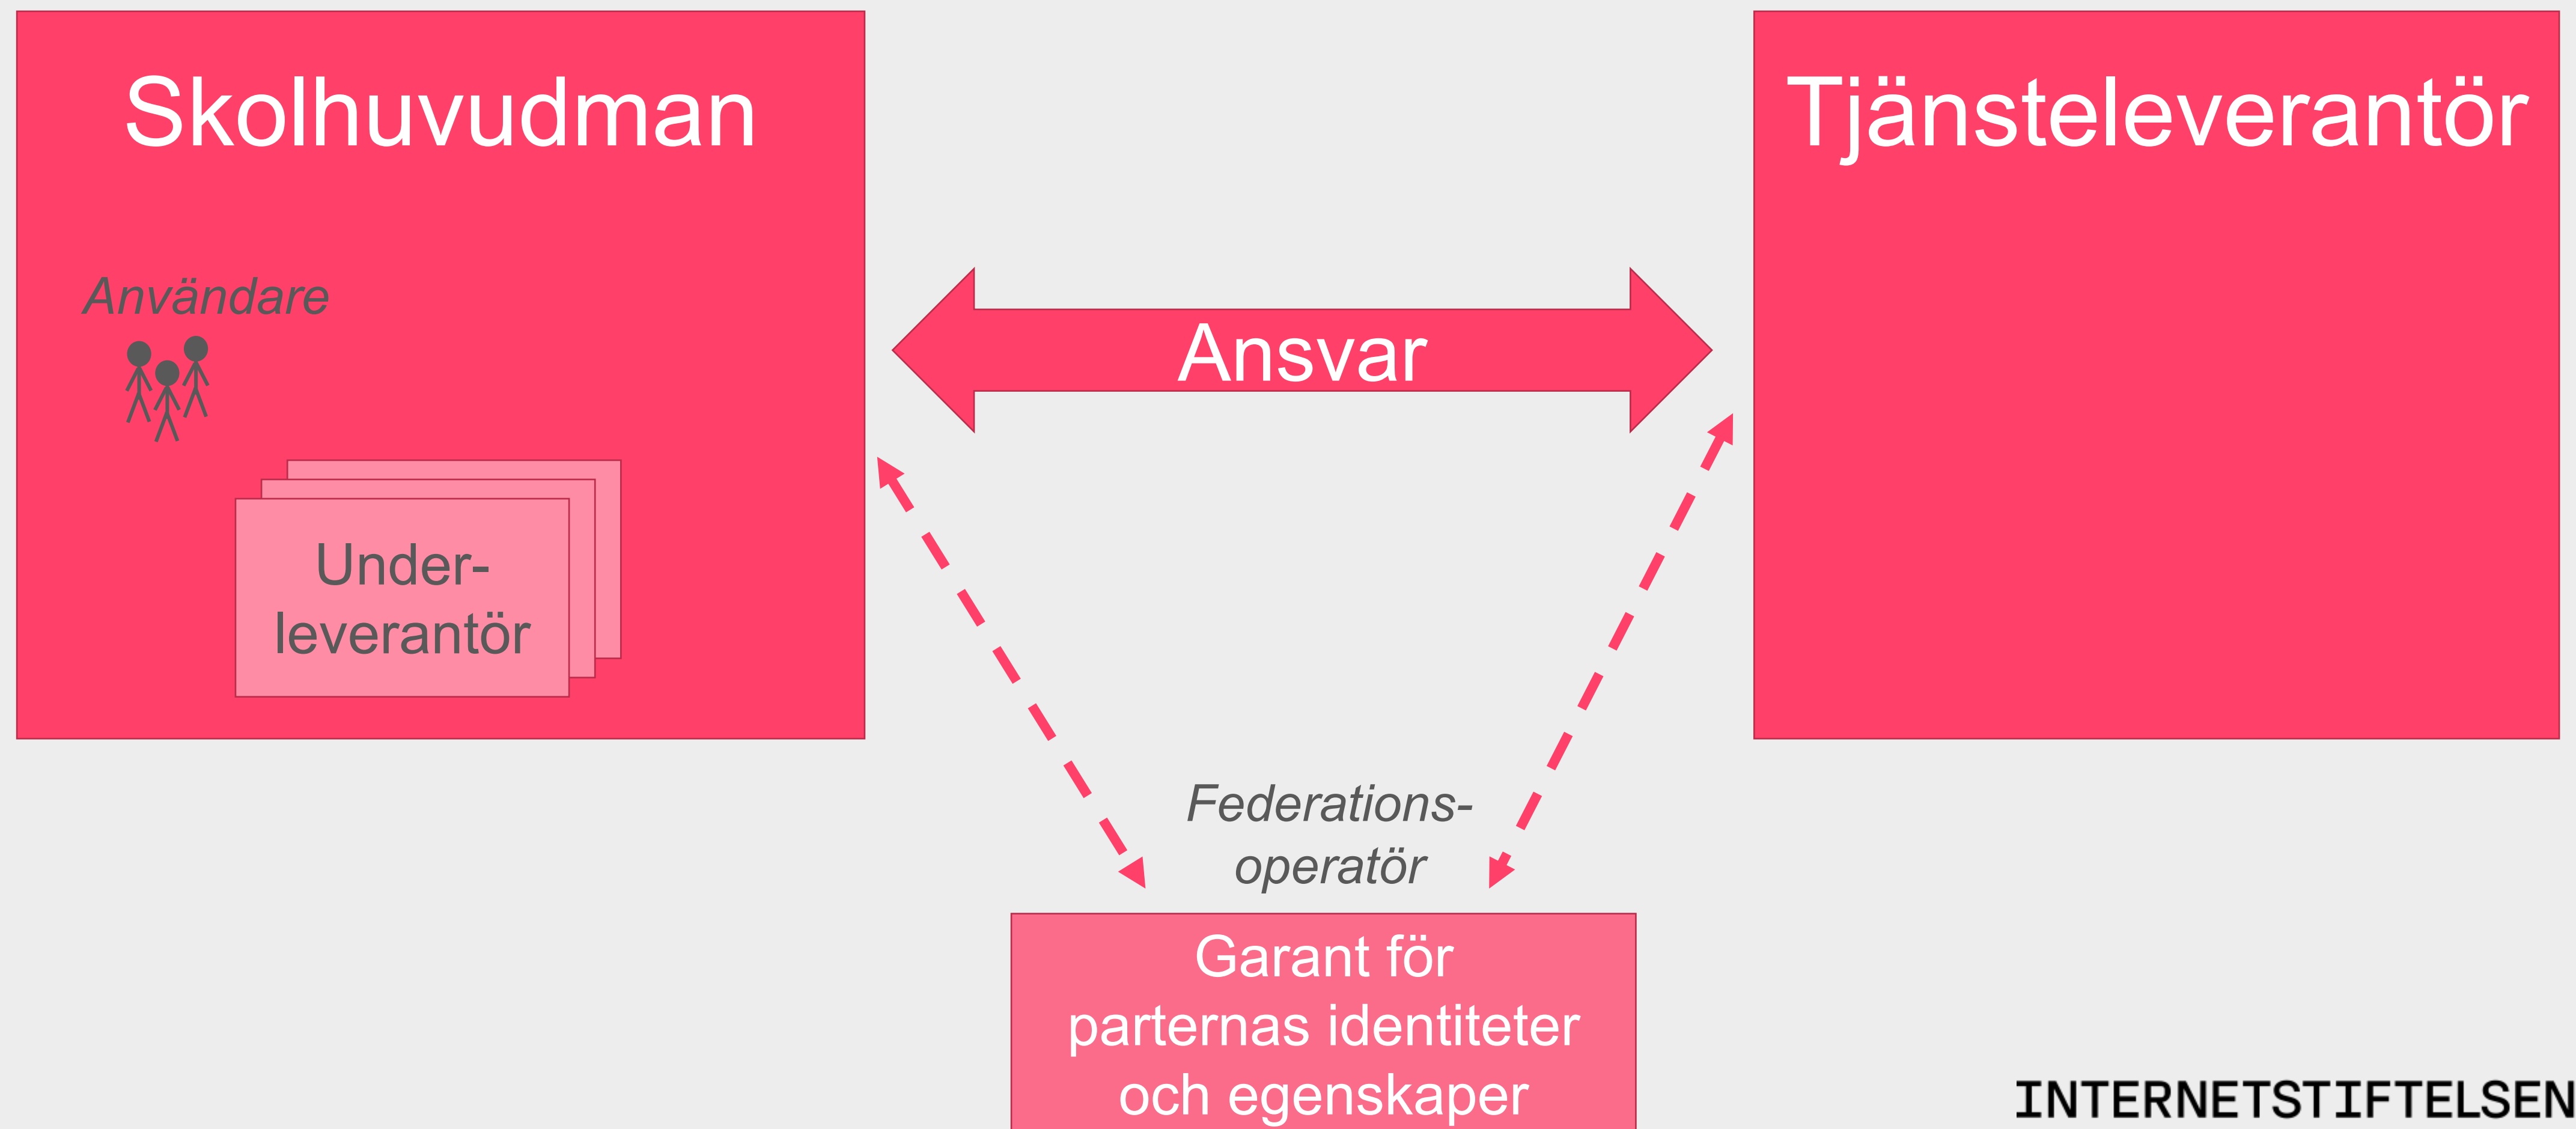 Skolhuvudman
Tjänsteleverantör
Användare
Ansvar
Under-
leverantör
Federations-
operatör
Garant för
parternas identiteter
och egenskaper
INTERNETSTIFTELSEN